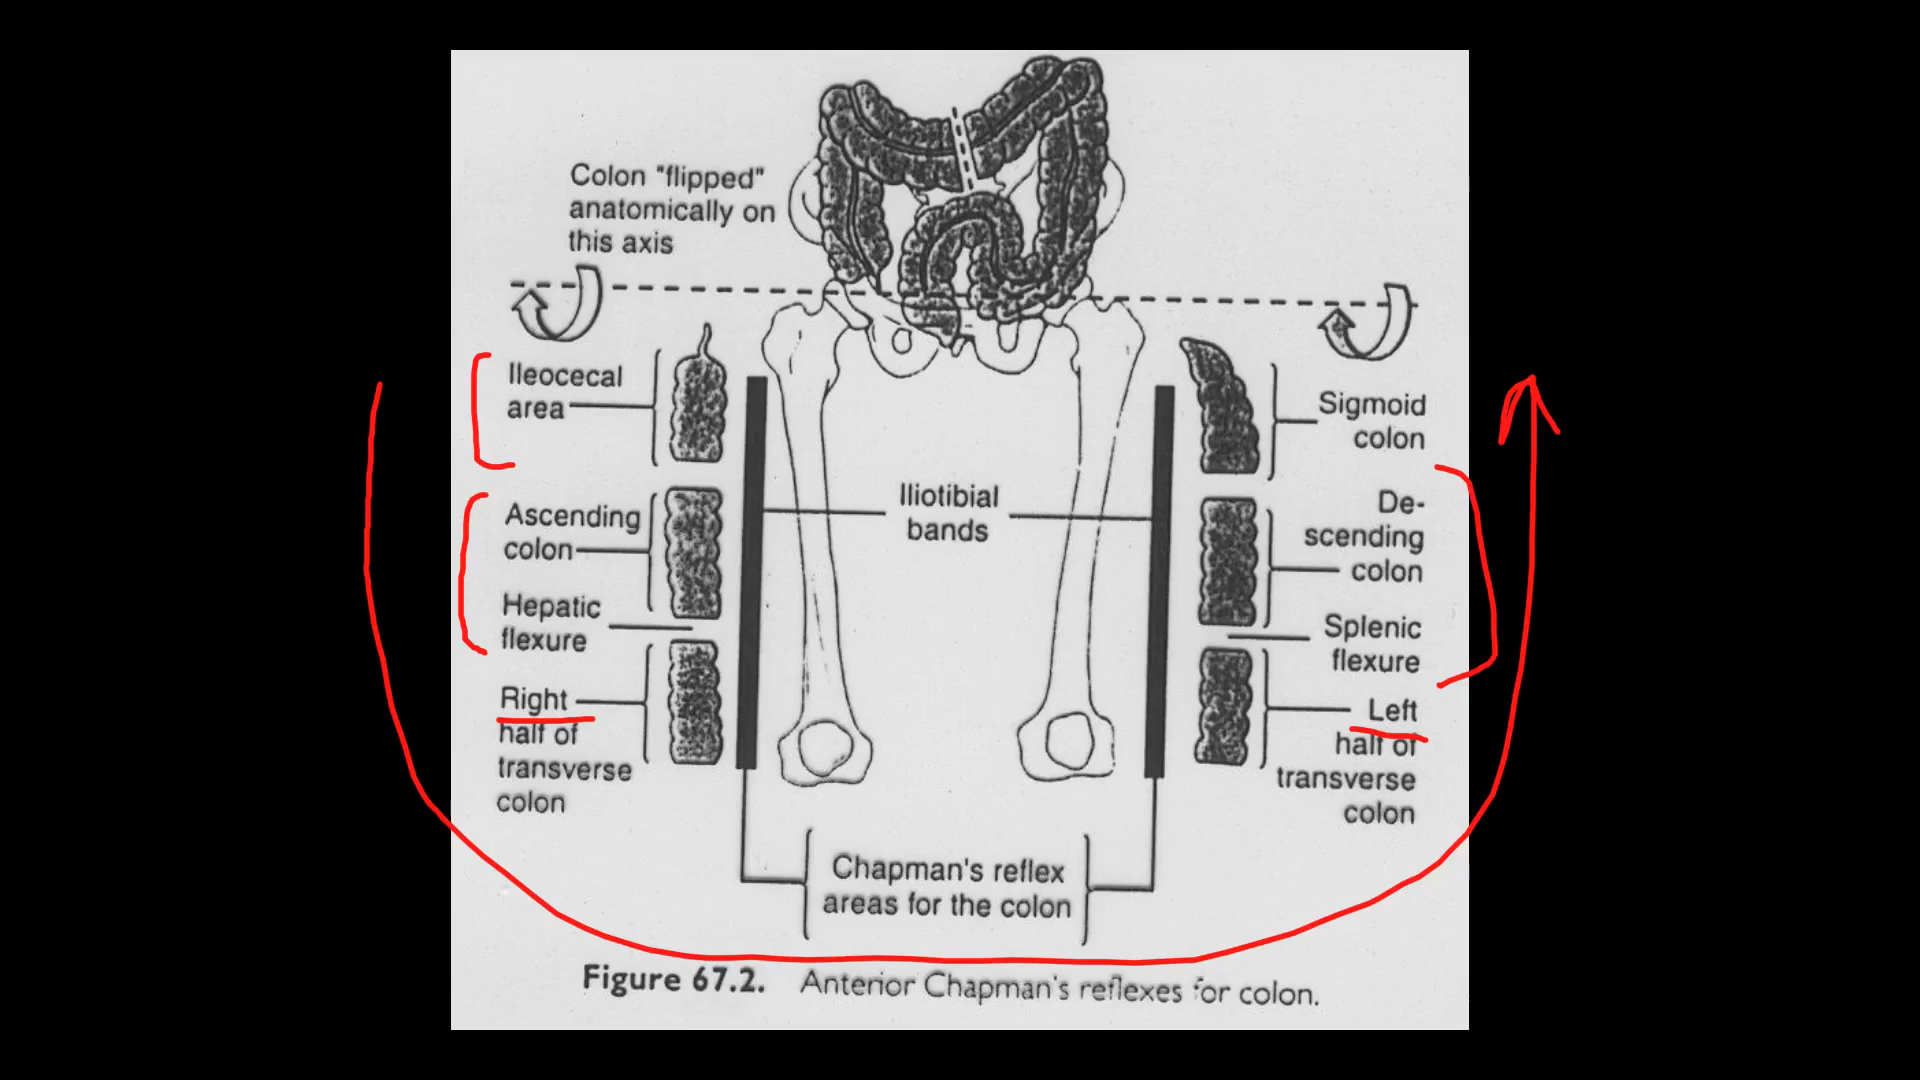 Colon "flipped"
anatomically on
this axis
Ileocecal
area
Ascending
colon
Hepatic
flexure
Right
half of
transverse
colon
Iliotibial
bands
Sigmoid
colon
De-
scending
colon
Splenic
flexure
Left
half of
transverse
colon
Chapman's reflex
areas for the colon
Figure 67.2. Anterior Chapman's reflexes for colon.